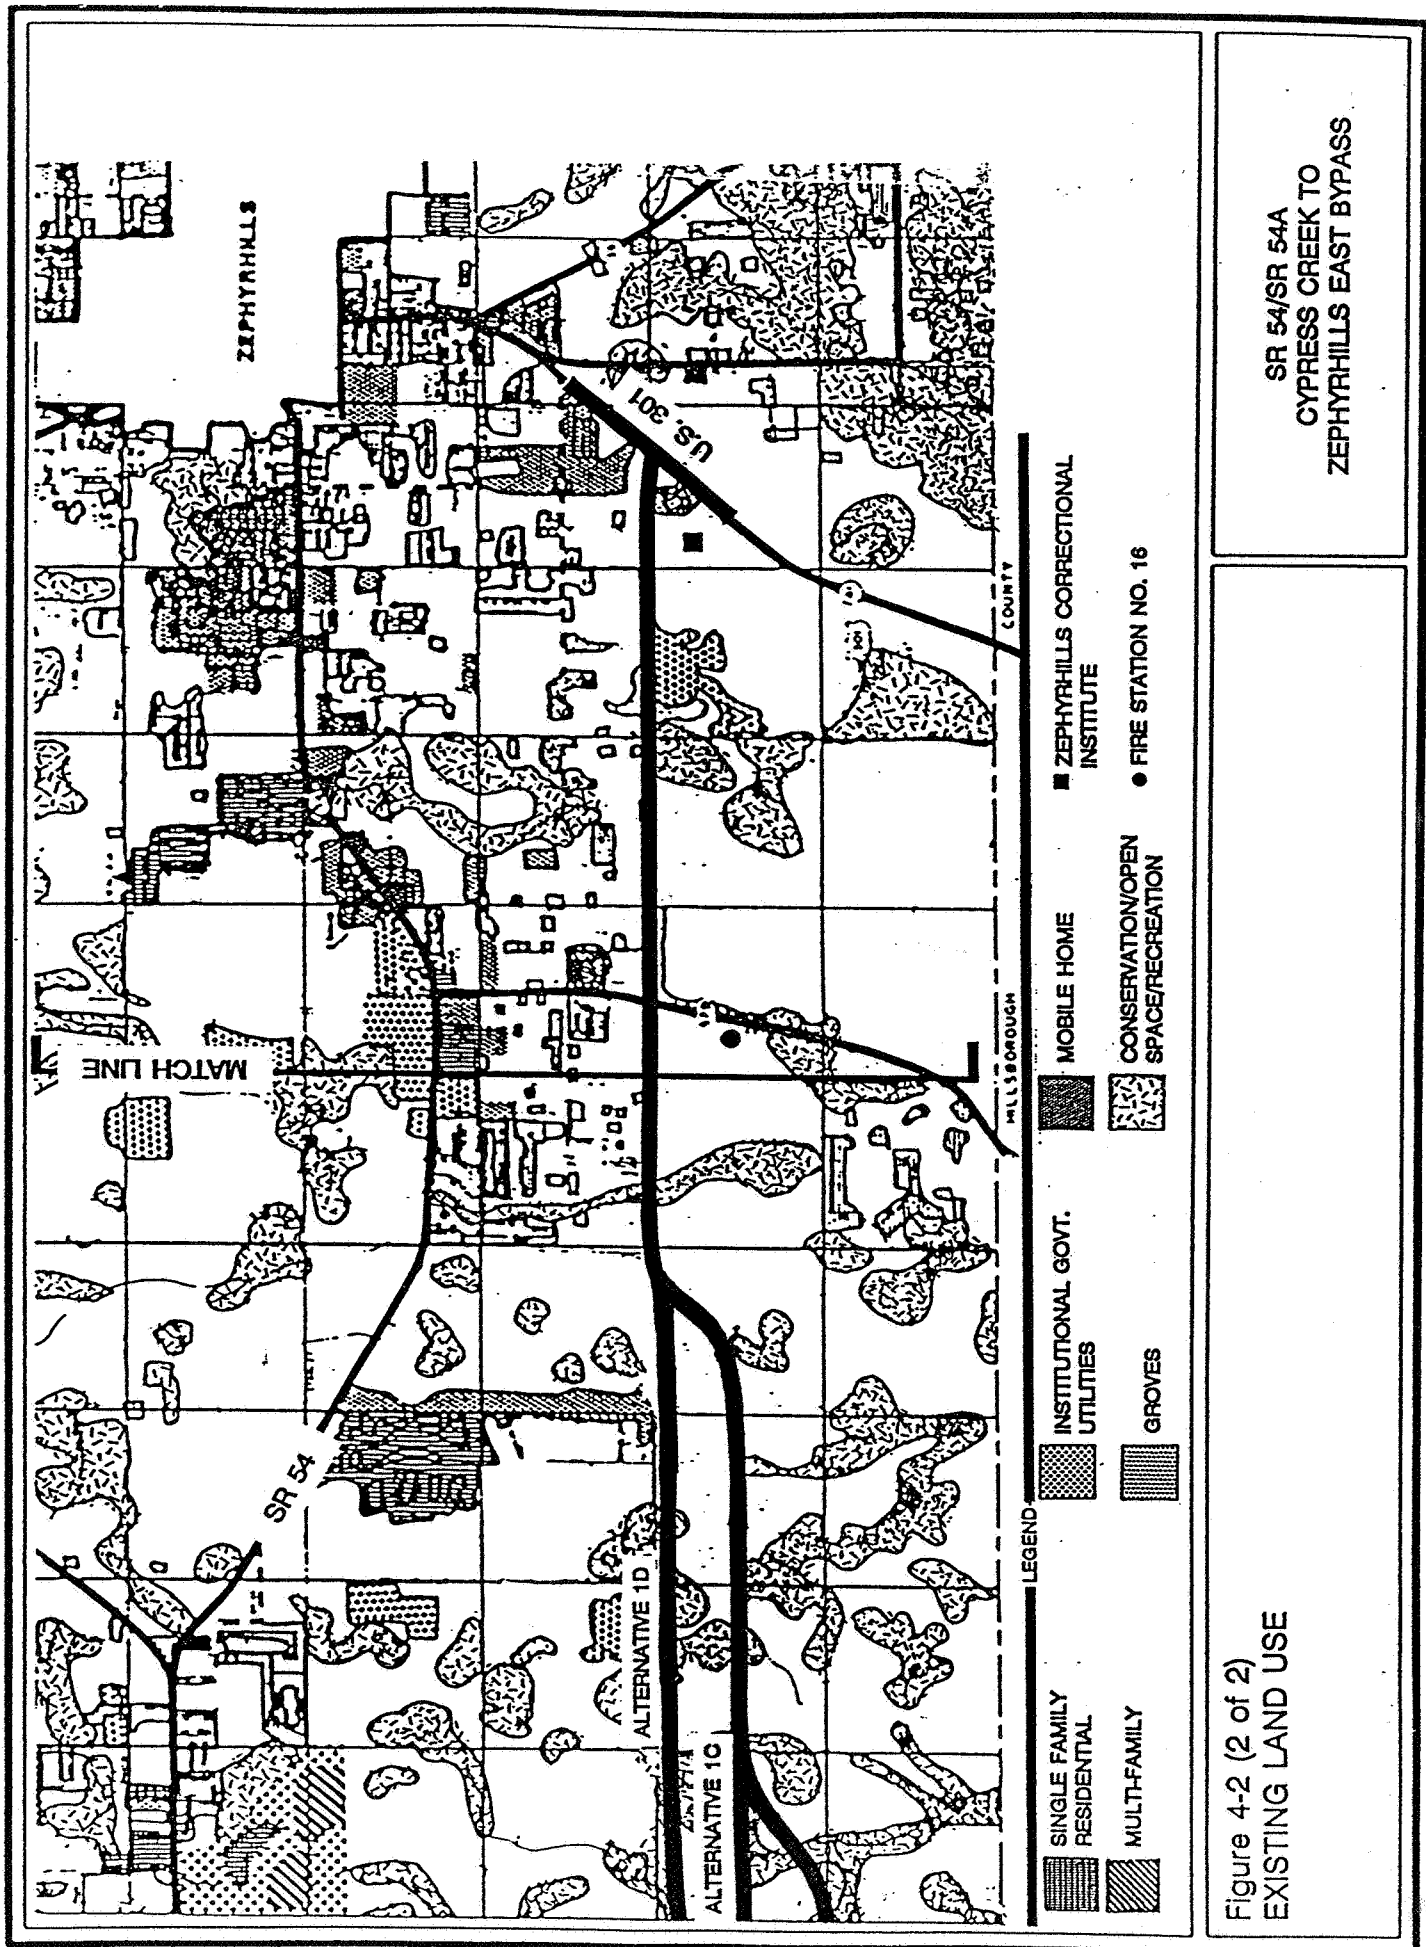 ZEPHYRHILLS
U.S. 301
MATCH LINE
SR 54
ALTERNATIVE 1D
ALTERNATIVE 1C
HILLSBOROUGH
COUNTY
LEGEND
SINGLE FAMILY
RESIDENTIAL
MULTI-FAMILY
INSTITUTIONAL GOVT.
UTILITIES
GROVES
MOBILE HOME
CONSERVATION/OPEN
SPACE/RECREATION
ZEPHYRHILLS CORRECTIONAL
INSTITUTE
FIRE STATION NO. 16
Figure 4-2 (2 of 2)
EXISTING LAND USE
SR 54/SR 54A
CYPRESS CREEK TO
ZEPHYRHILLS EAST BYPASS